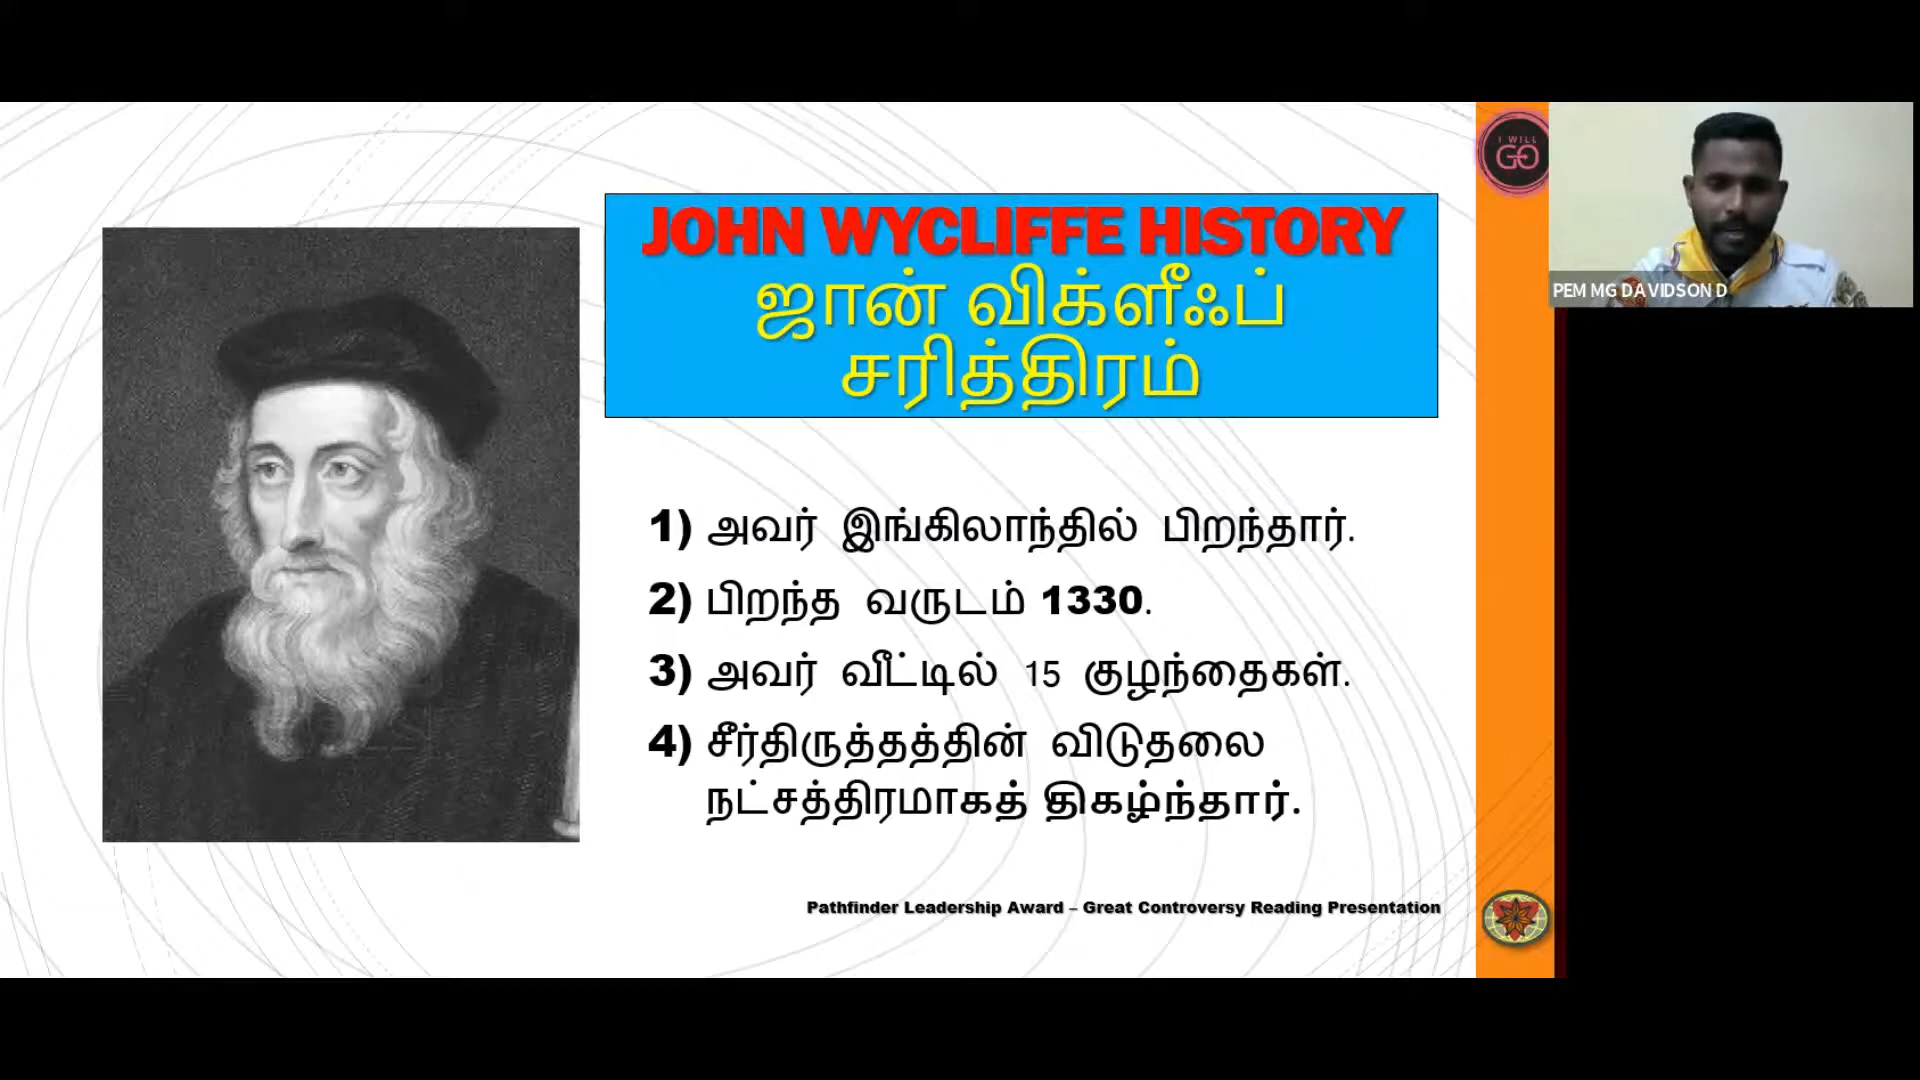 JOHN WYCLIFFE HISTORY
ஜான் விக்ளீஃப்
சரித்திரம்
1) அவர் இங்கிலாந்தில் பிறந்தார்.
2) பிறந்த வருடம் 1330.
3) அவர் வீட்டில் 15 குழந்தைகள்.
4) சீர்திருத்தத்தின் விடுதலை
நட்சத்திரமாகத் திகழ்ந்தார்.
Pathfinder Leadership Award – Great Controversy Reading Presentation
I WILL
GO
PEM MG DAVIDSON D